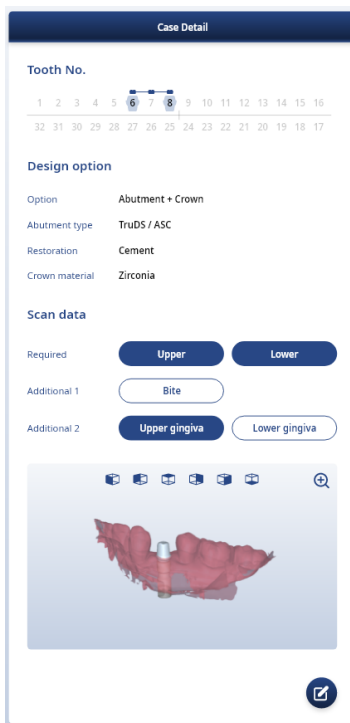 Case Detail
Tooth No.
1 2 3 4 5 6 7 8 9 10 11 12 13 14 15 16
32 31 30 29 28 27 26 25 24 23 22 21 20 19 18 17
Design option
Option Abutment + Crown
Abutment type TruDS / ASC
Restoration Cement
Crown material Zirconia
Scan data
Required Upper Lower
Additional 1 Bite
Additional 2 Upper gingiva Lower gingiva